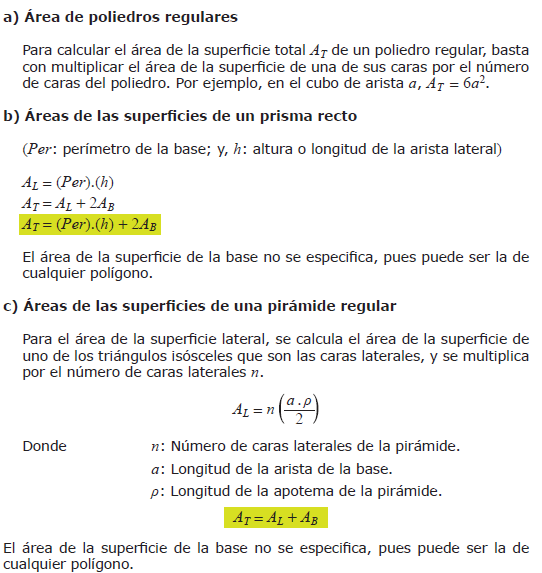 a) Área de poliedros regulares
Para calcular el área de la superficie total A_T de un poliedro regular, basta
con multiplicar el área de la superficie de una de sus caras por el número
de caras del poliedro. Por ejemplo, en el cubo de arista a, A_T = 6a².
b) Áreas de las superficies de un prisma recto
(Per: perímetro de la base; y, h: altura o longitud de la arista lateral)
A_L = (Per).(h)
A_T = A_L + 2A_B
A_T = (Per).(h) + 2A_B
El área de la superficie de la base no se especifica, pues puede ser la de
cualquier polígono.
c) Áreas de las superficies de una pirámide regular
Para el área de la superficie lateral, se calcula el área de la superficie de
uno de los triángulos isósceles que son las caras laterales, y se multiplica
por el número de caras laterales n.
A_L = n (a . ρ / 2)
Donde n: Número de caras laterales de la pirámide.
a: Longitud de la arista de la base.
ρ: Longitud de la apotema de la pirámide.
A_T = A_L + A_B
El área de la superficie de la base no se especifica, pues puede ser la de
cualquier polígono.